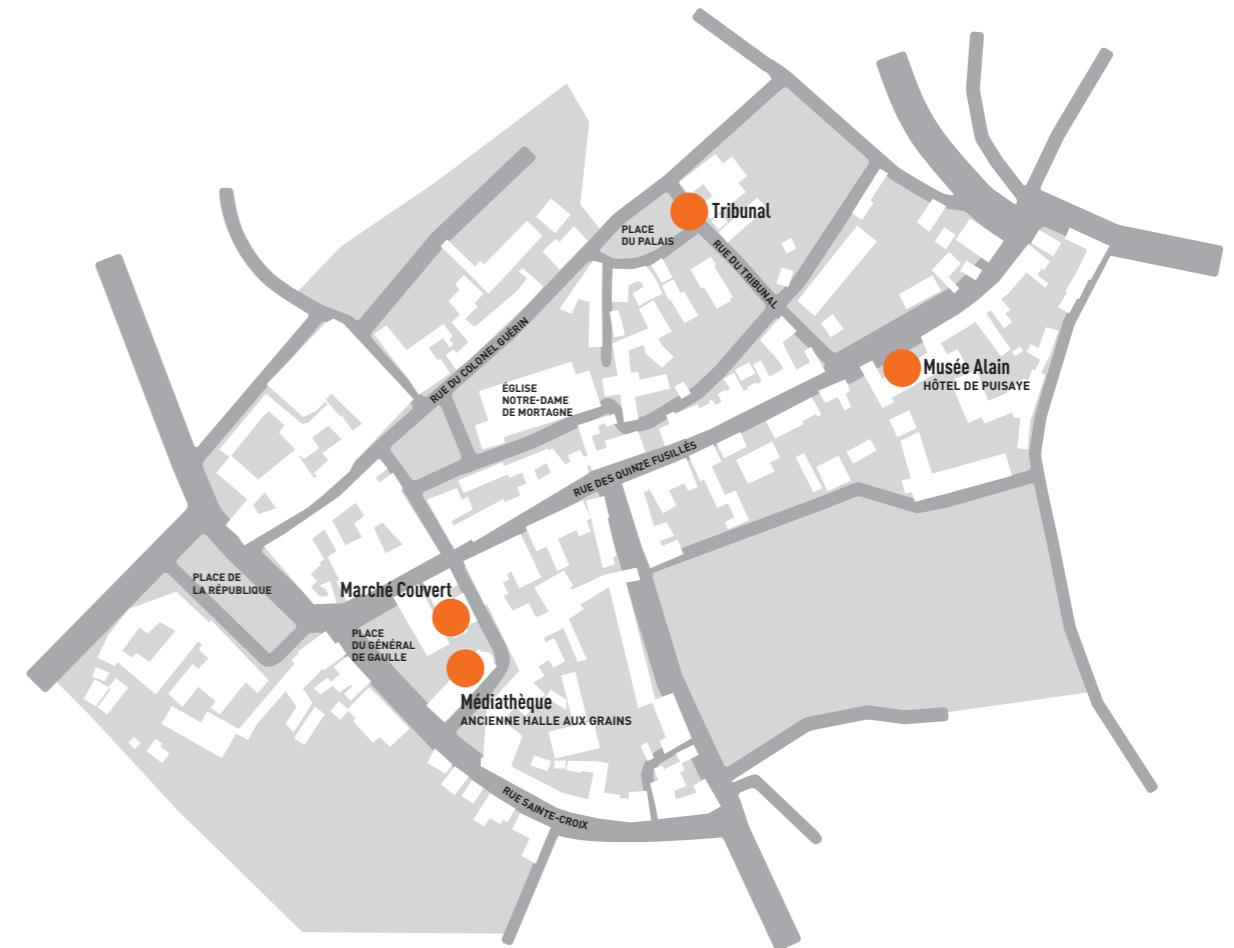 Tribunal
PLACE
DU PALAIS
RUE DU TRIBUNAL
RUE DU COLONEL GUÉRIN
Musée Alain
HÔTEL DE PUISAYE
ÉGLISE
NOTRE-DAME
DE MORTAGNE
RUE DES QUINZE FUSILLÉS
PLACE DE
LA RÉPUBLIQUE
Marché Couvert
PLACE
DU GÉNÉRAL
DE GAULLE
Médiathèque
ANCIENNE HALLE AUX GRAINS
RUE SAINTE-CROIX